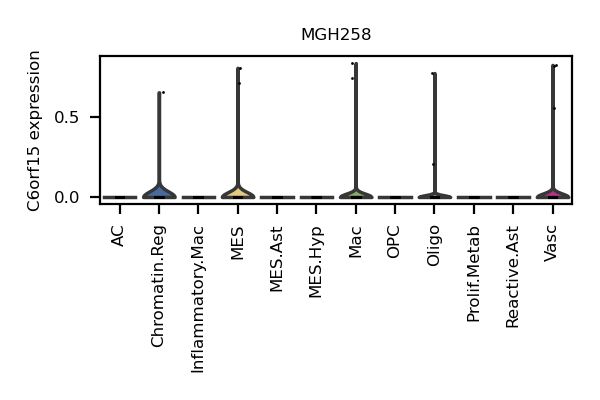 MGH258
C6orf15 expression
0.5
0.0
AC
Chromatin.Reg
Inflammatory.Mac
MES
MES.Ast
MES.Hyp
Mac
OPC
Oligo
Prolif.Metab
Reactive.Ast
Vasc